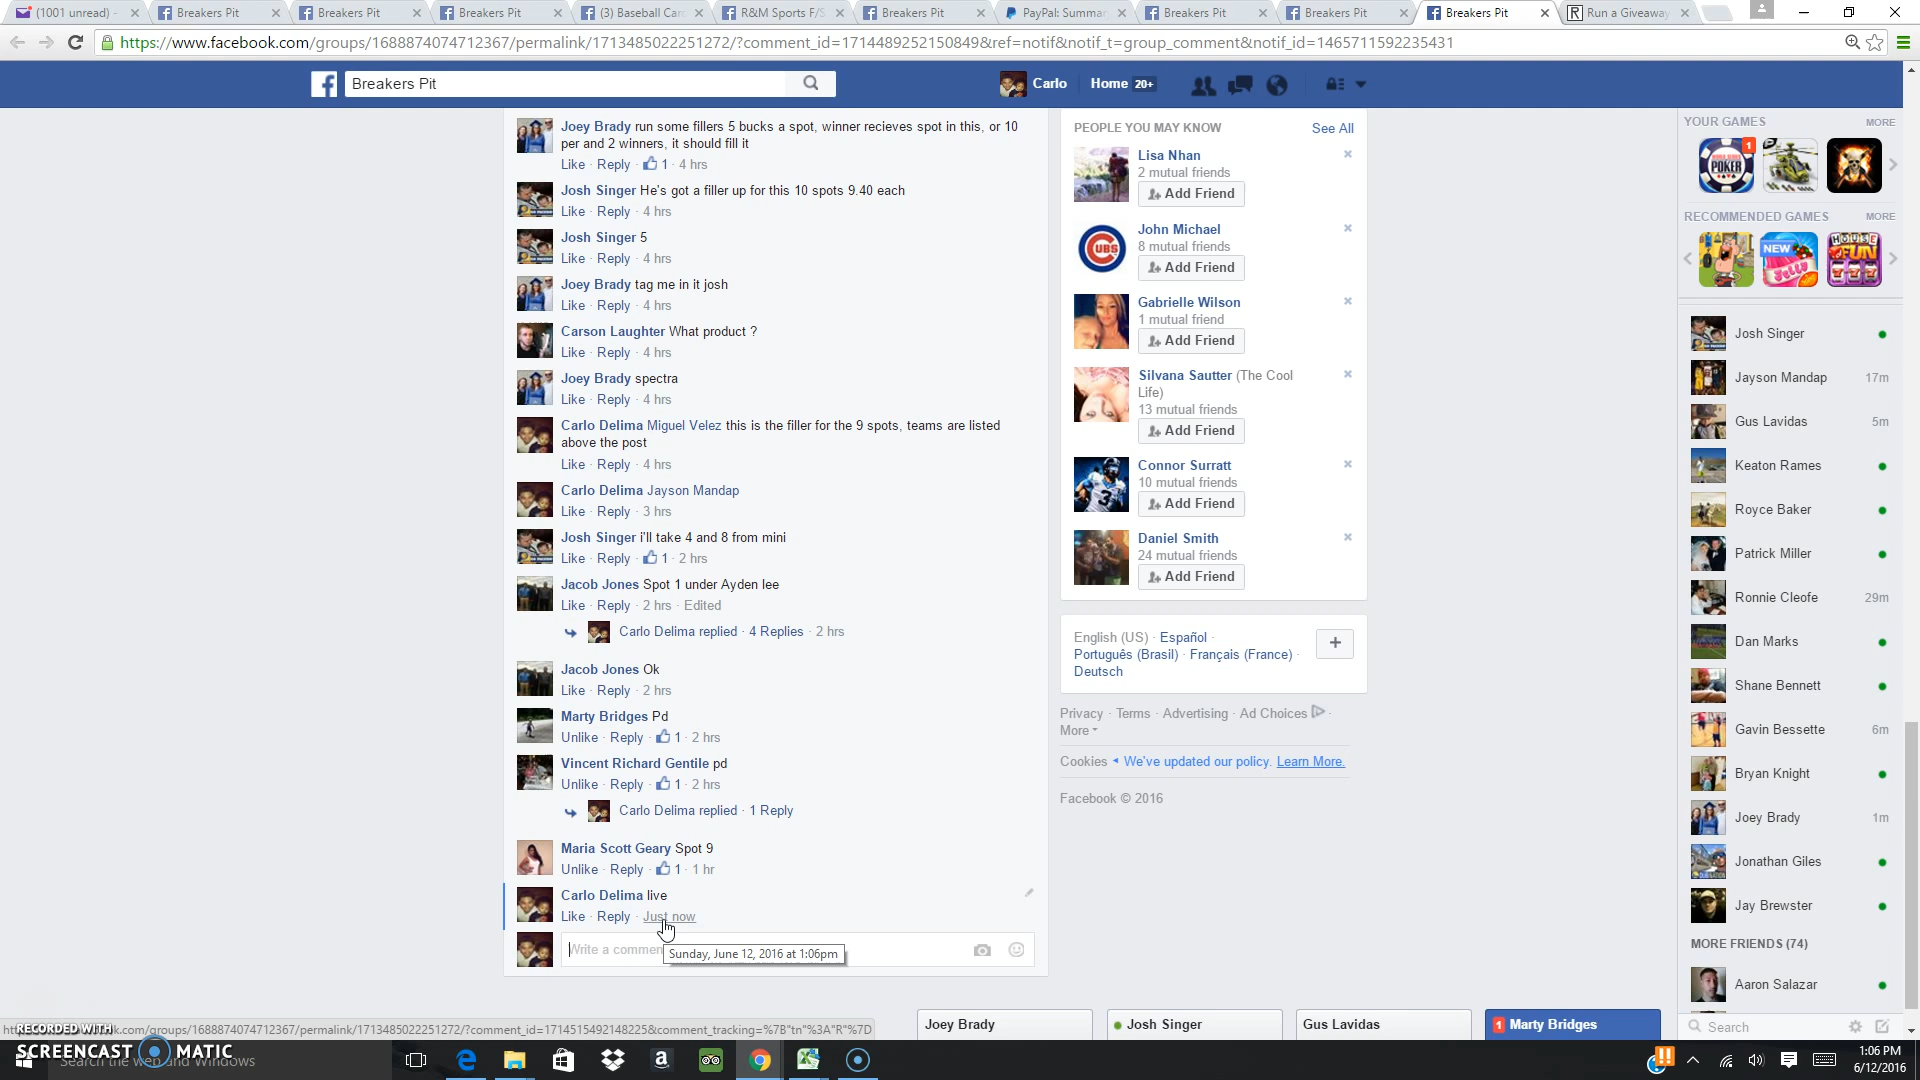 (1001 unread) -
Breakers Pit
Breakers Pit
Breakers Pit
(3) Baseball Car
R&M Sports F/S
Breakers Pit
PayPal: Summar
Breakers Pit
Breakers Pit
Breakers Pit
Run a Giveaway
https://www.facebook.com/groups/1688874074712367/permalink/1713485022251272/?comment_id=1714489252150849&ref=notif&notif_t=group_comment&notif_id=1465711592235431
Breakers Pit
Carlo
Home 20+
Joey Brady run some fillers 5 bucks a spot, winner recieves spot in this, or 10
per and 2 winners, it should fill it
Like · Reply · 1 · 4 hrs
Josh Singer He's got a filler up for this 10 spots 9.40 each
Like · Reply · 4 hrs
Josh Singer 5
Like · Reply · 4 hrs
Joey Brady tag me in it josh
Like · Reply · 4 hrs
Carson Laughter What product ?
Like · Reply · 4 hrs
Joey Brady spectra
Like · Reply · 4 hrs
Carlo Delima Miguel Velez this is the filler for the 9 spots, teams are listed
above the post
Like · Reply · 4 hrs
Carlo Delima Jayson Mandap
Like · Reply · 3 hrs
Josh Singer i'll take 4 and 8 from mini
Like · Reply · 1 · 2 hrs
Jacob Jones Spot 1 under Ayden lee
Like · Reply · 2 hrs · Edited
Carlo Delima replied · 4 Replies · 2 hrs
Jacob Jones Ok
Like · Reply · 2 hrs
Marty Bridges Pd
Unlike · Reply · 1 · 2 hrs
Vincent Richard Gentile pd
Unlike · Reply · 1 · 2 hrs
Carlo Delima replied · 1 Reply
Maria Scott Geary Spot 9
Unlike · Reply · 1 · 1 hr
Carlo Delima live
Like · Reply · Just now
Write a commen
Sunday, June 12, 2016 at 1:06pm
PEOPLE YOU MAY KNOW
See All
Lisa Nhan
2 mutual friends
Add Friend
John Michael
8 mutual friends
Add Friend
CUBS
Gabrielle Wilson
1 mutual friend
Add Friend
Silvana Sautter (The Cool
Life)
13 mutual friends
Add Friend
Connor Surratt
10 mutual friends
Add Friend
Daniel Smith
24 mutual friends
Add Friend
English (US) · Español ·
Português (Brasil) · Français (France) ·
Deutsch
+
Privacy · Terms · Advertising · Ad Choices ·
More
Cookies
We've updated our policy. Learn More.
Facebook © 2016
YOUR GAMES
MORE
POKER
1
RECOMMENDED GAMES
MORE
NEW
Jelly
HOUSE
OF FUN
777
Josh Singer
Jayson Mandap 17m
Gus Lavidas 5m
Keaton Rames
Royce Baker
Patrick Miller
Ronnie Cleofe 29m
Dan Marks
Shane Bennett
Gavin Bessette 6m
Bryan Knight
Joey Brady 1m
Jonathan Giles
Jay Brewster
MORE FRIENDS (74)
Aaron Salazar
Search
Joey Brady
Josh Singer
Gus Lavidas
1 Marty Bridges
k.com/groups/1688874074712367/permalink/1713485022251272/?comment_id=1714515492148225&comment_tracking=%7B"tn"%3A"R"%7D
RECORDED WITH
SCREENCAST MATIC
Search the web and Windows
1:06 PM
6/12/2016